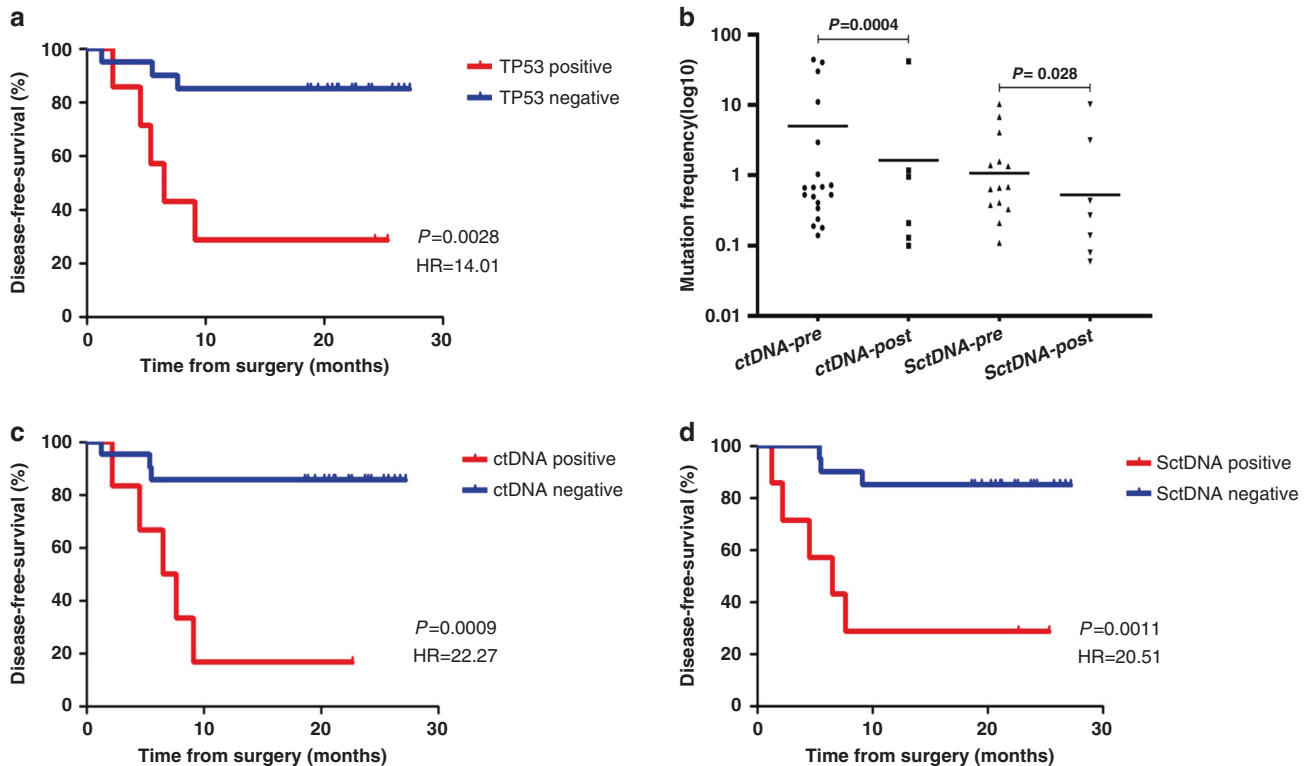 a
Disease-free-survival (%)
100
80
60
40
20
0
0 10 20 30
Time from surgery (months)
TP53 positive
TP53 negative
P=0.0028
HR=14.01
b
Mutation frequency(log10)
100
10
1
0.1
0.01
P=0.0004
P= 0.028
ctDNA-pre
ctDNA-post
SctDNA-pre
SctDNA-post
c
Disease-free-survival (%)
100
80
60
40
20
0
0 10 20 30
Time from surgery (months)
ctDNA positive
ctDNA negative
P=0.0009
HR=22.27
d
Disease-free-survival (%)
100
80
60
40
20
0
0 10 20 30
Time from surgery (months)
SctDNA positive
SctDNA negative
P=0.0011
HR=20.51